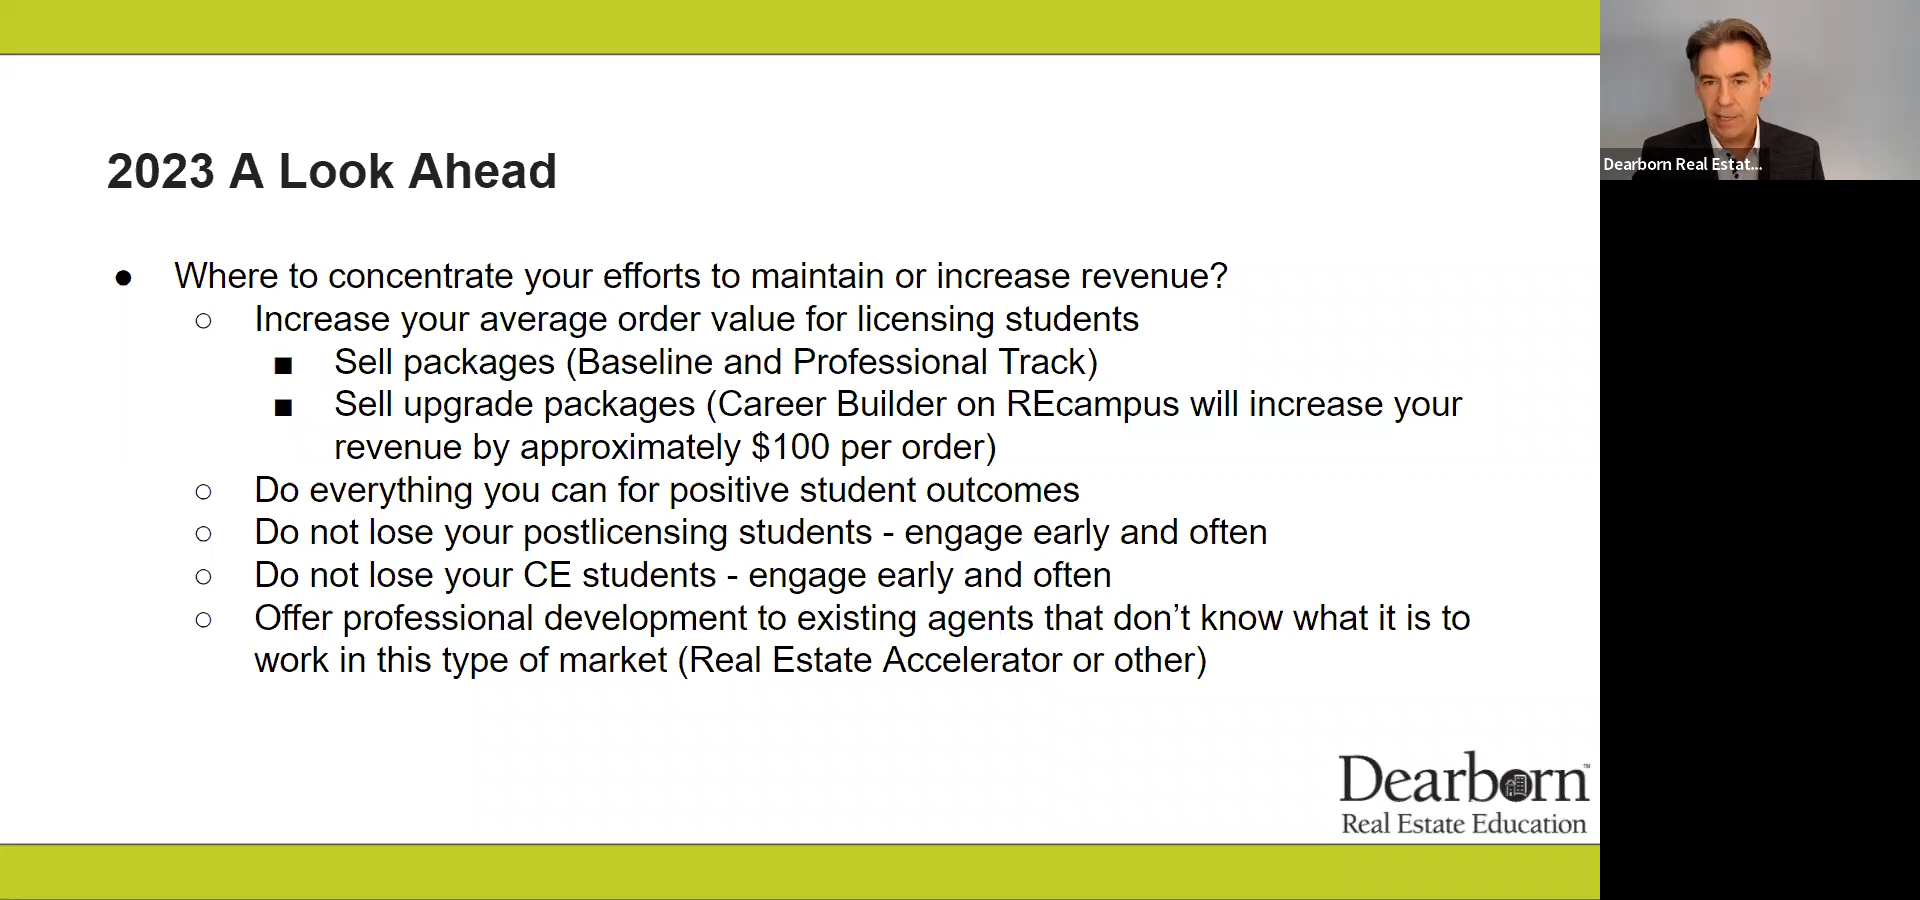 2023 A Look Ahead
● Where to concentrate your efforts to maintain or increase revenue?
○ Increase your average order value for licensing students
■ Sell packages (Baseline and Professional Track)
■ Sell upgrade packages (Career Builder on REcampus will increase your
revenue by approximately $100 per order)
○ Do everything you can for positive student outcomes
○ Do not lose your postlicensing students - engage early and often
○ Do not lose your CE students - engage early and often
○ Offer professional development to existing agents that don’t know what it is to
work in this type of market (Real Estate Accelerator or other)
Dearborn™
Real Estate Education
Dearborn Real Estat...